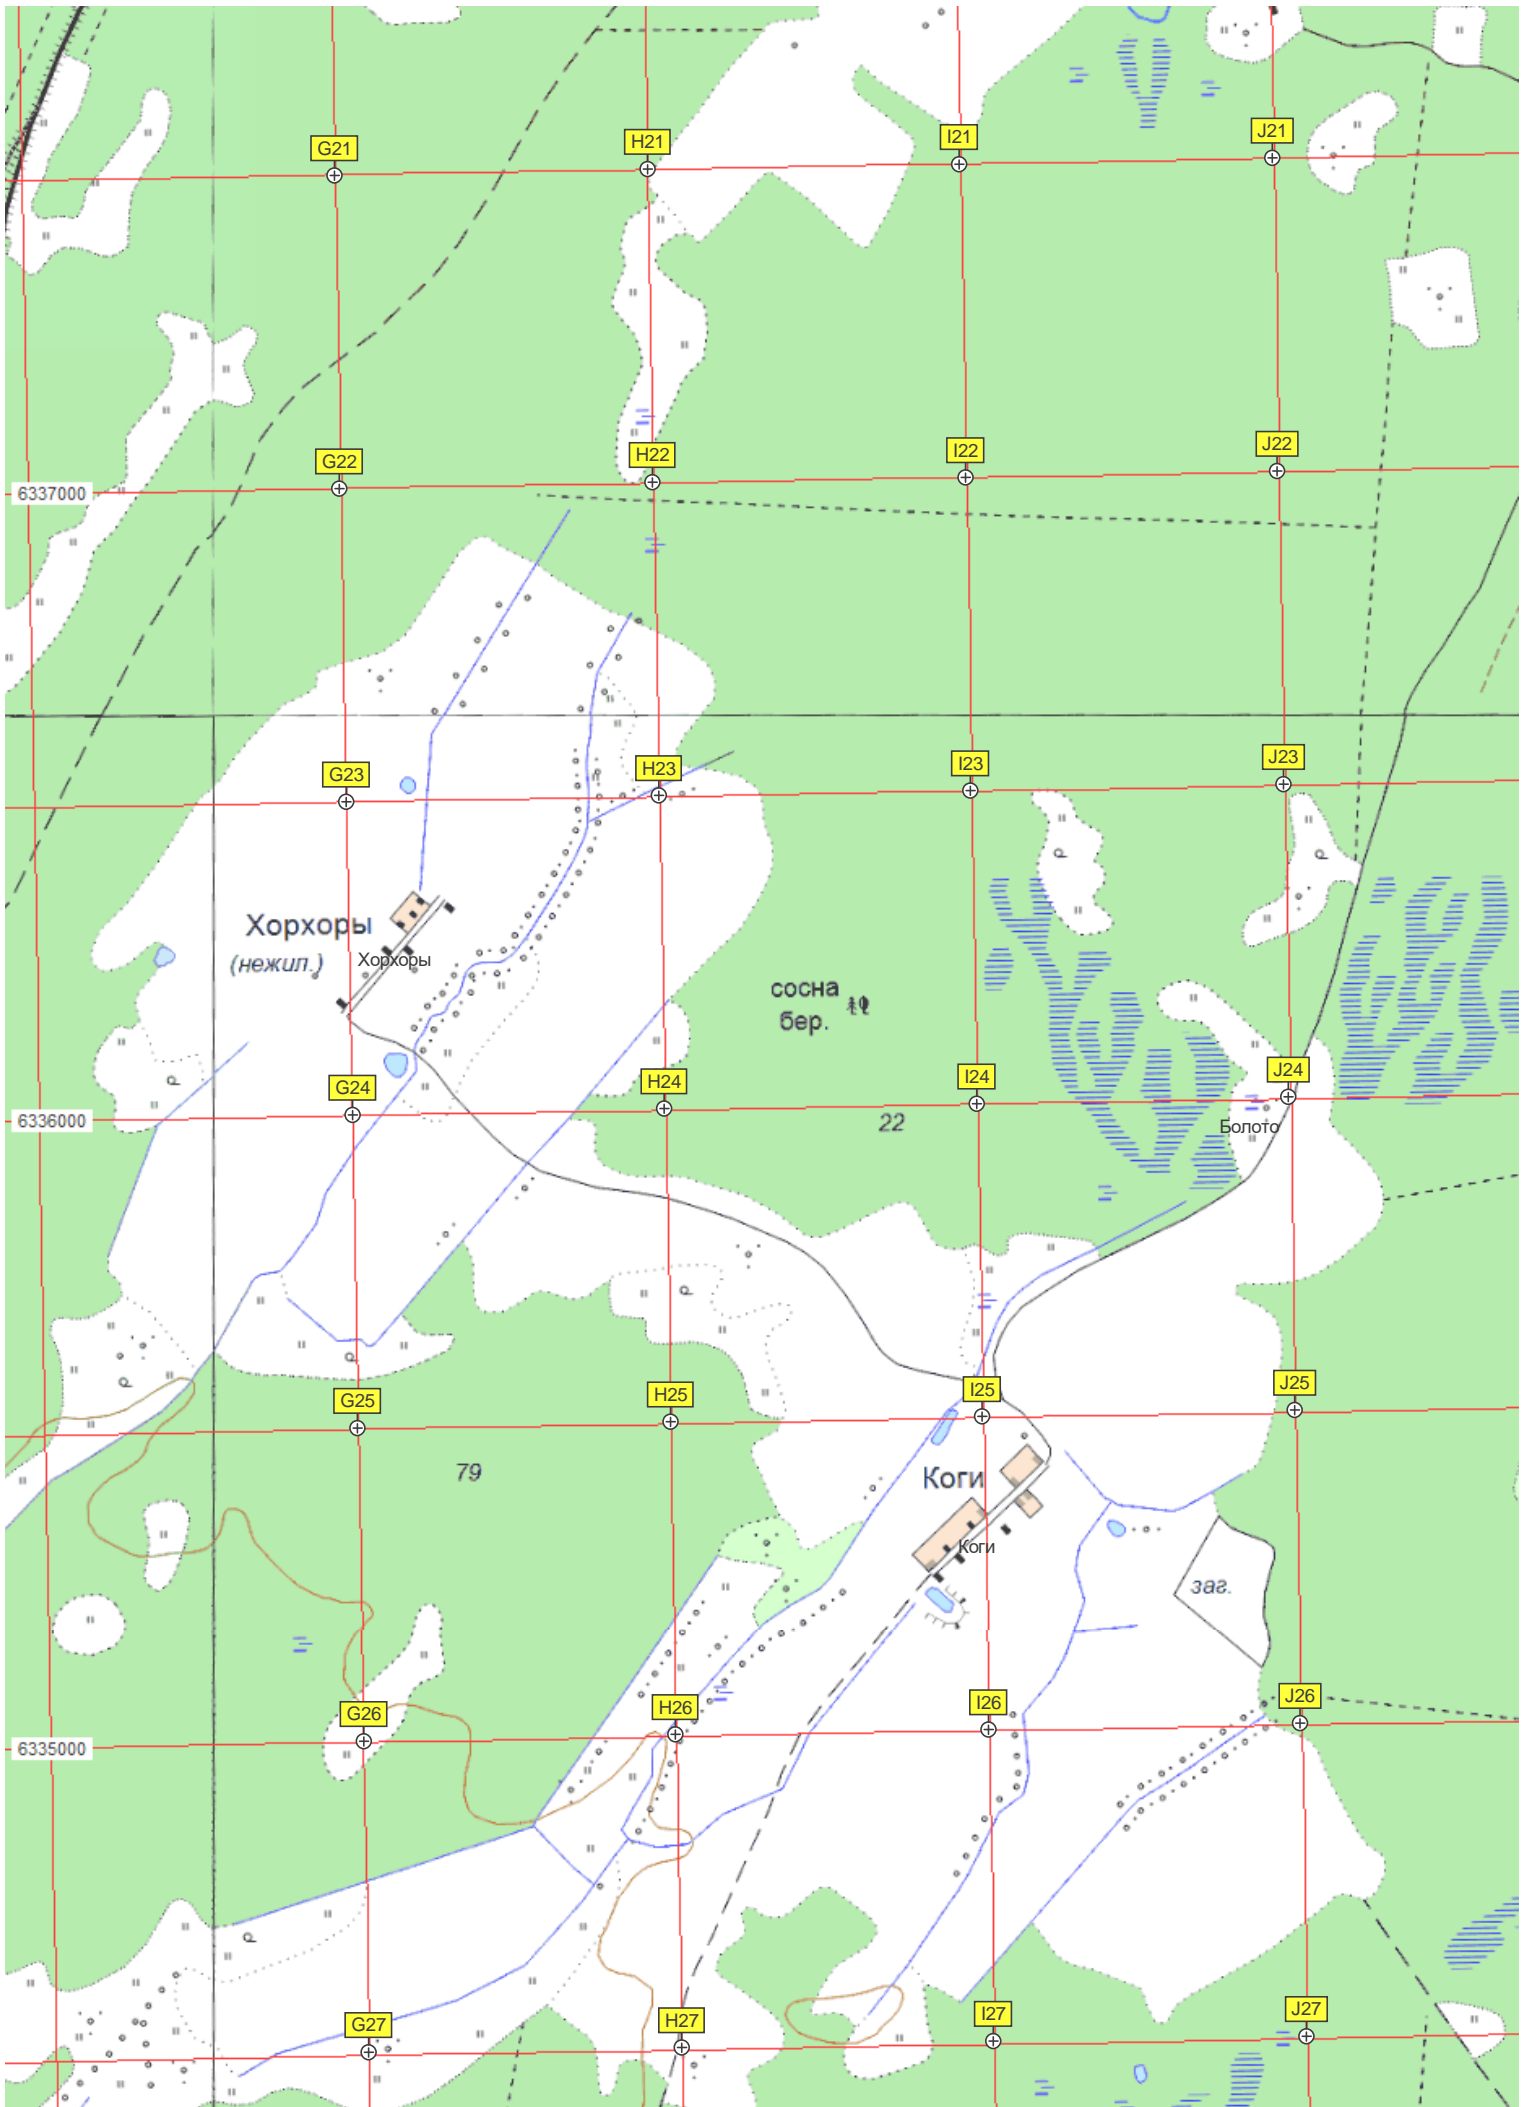 G21
H21
I21
J21
G22
H22
I22
J22
6337000
G23
H23
I23
J23
Хорхоры
(нежил.)
Хорхоры
сосна
бер.
G24
H24
I24
J24
6336000
22
Болото
G25
H25
I25
J25
79
Коги
Коги
заг.
G26
H26
I26
J26
6335000
G27
H27
I27
J27